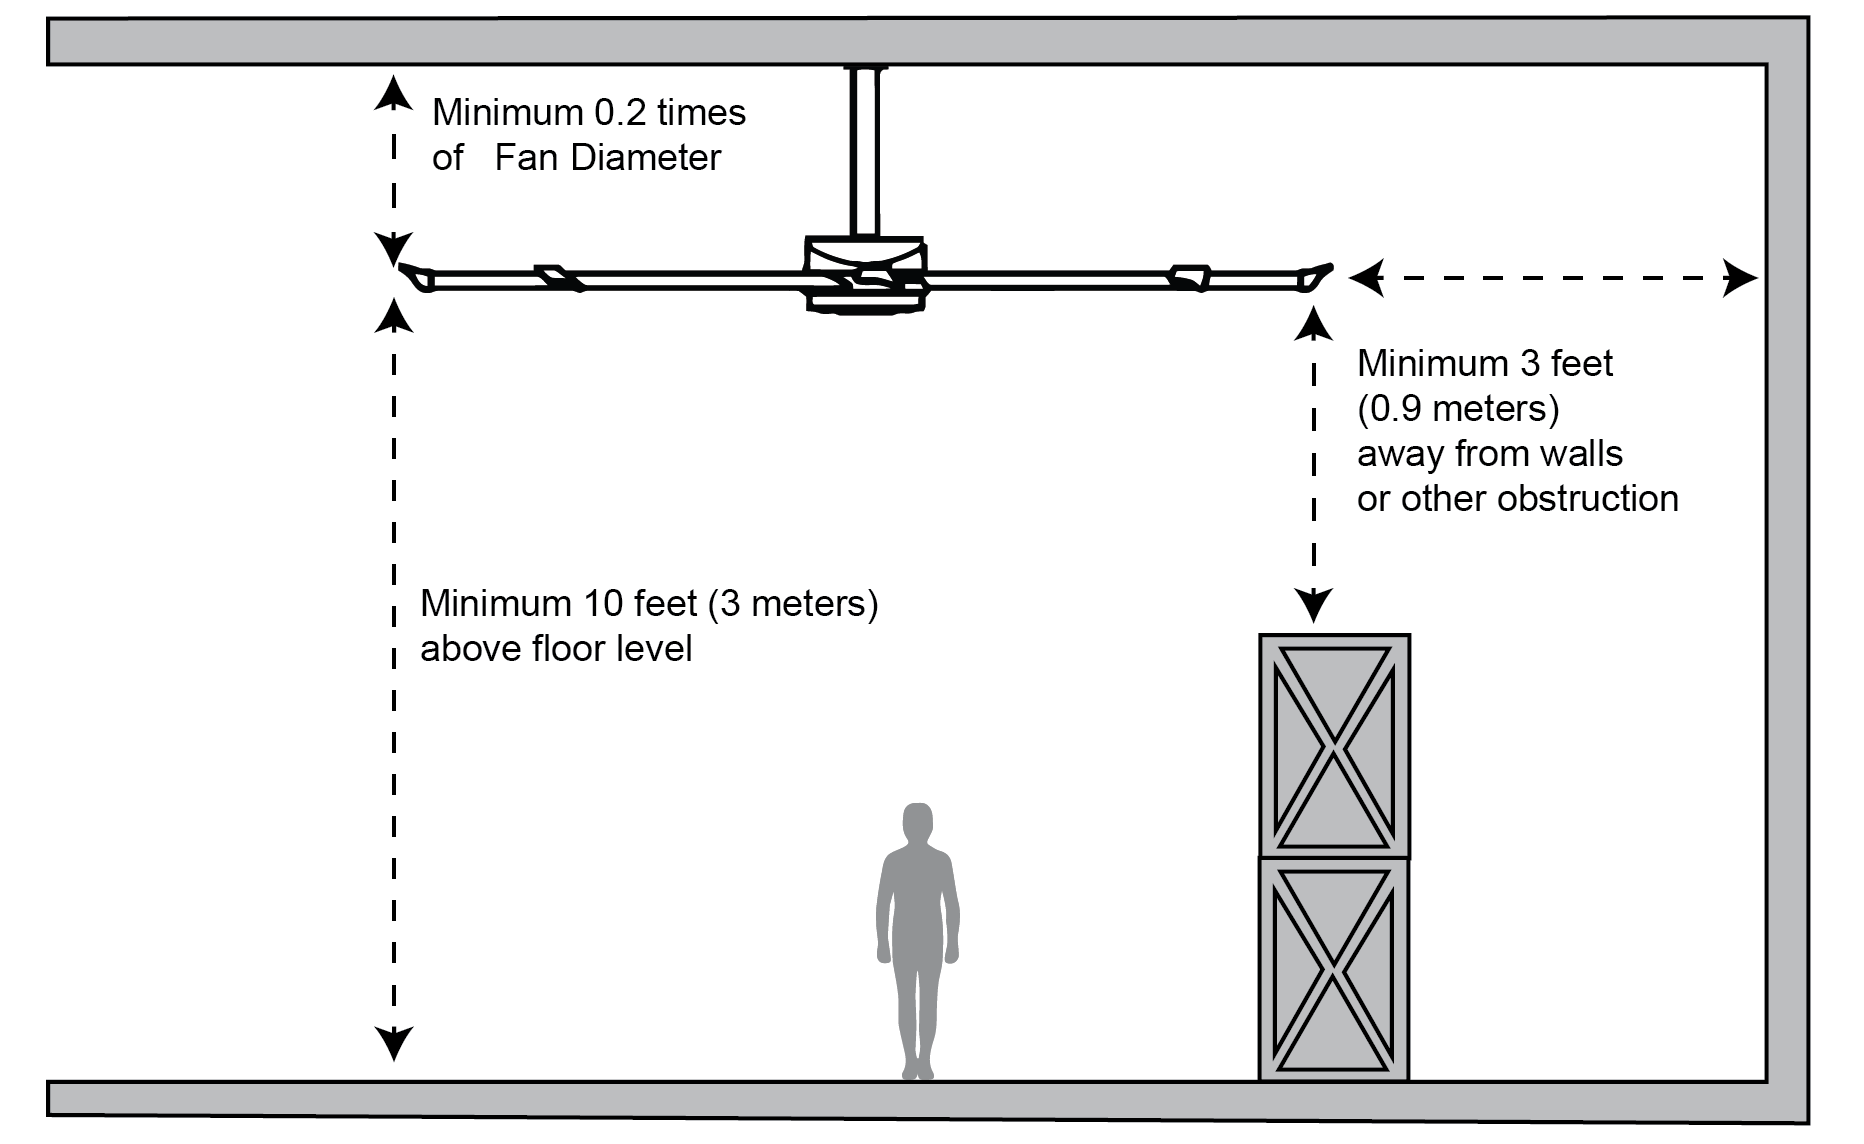 Minimum 0.2 times
of Fan Diameter
Minimum 3 feet
(0.9 meters)
away from walls
or other obstruction
Minimum 10 feet (3 meters)
above floor level